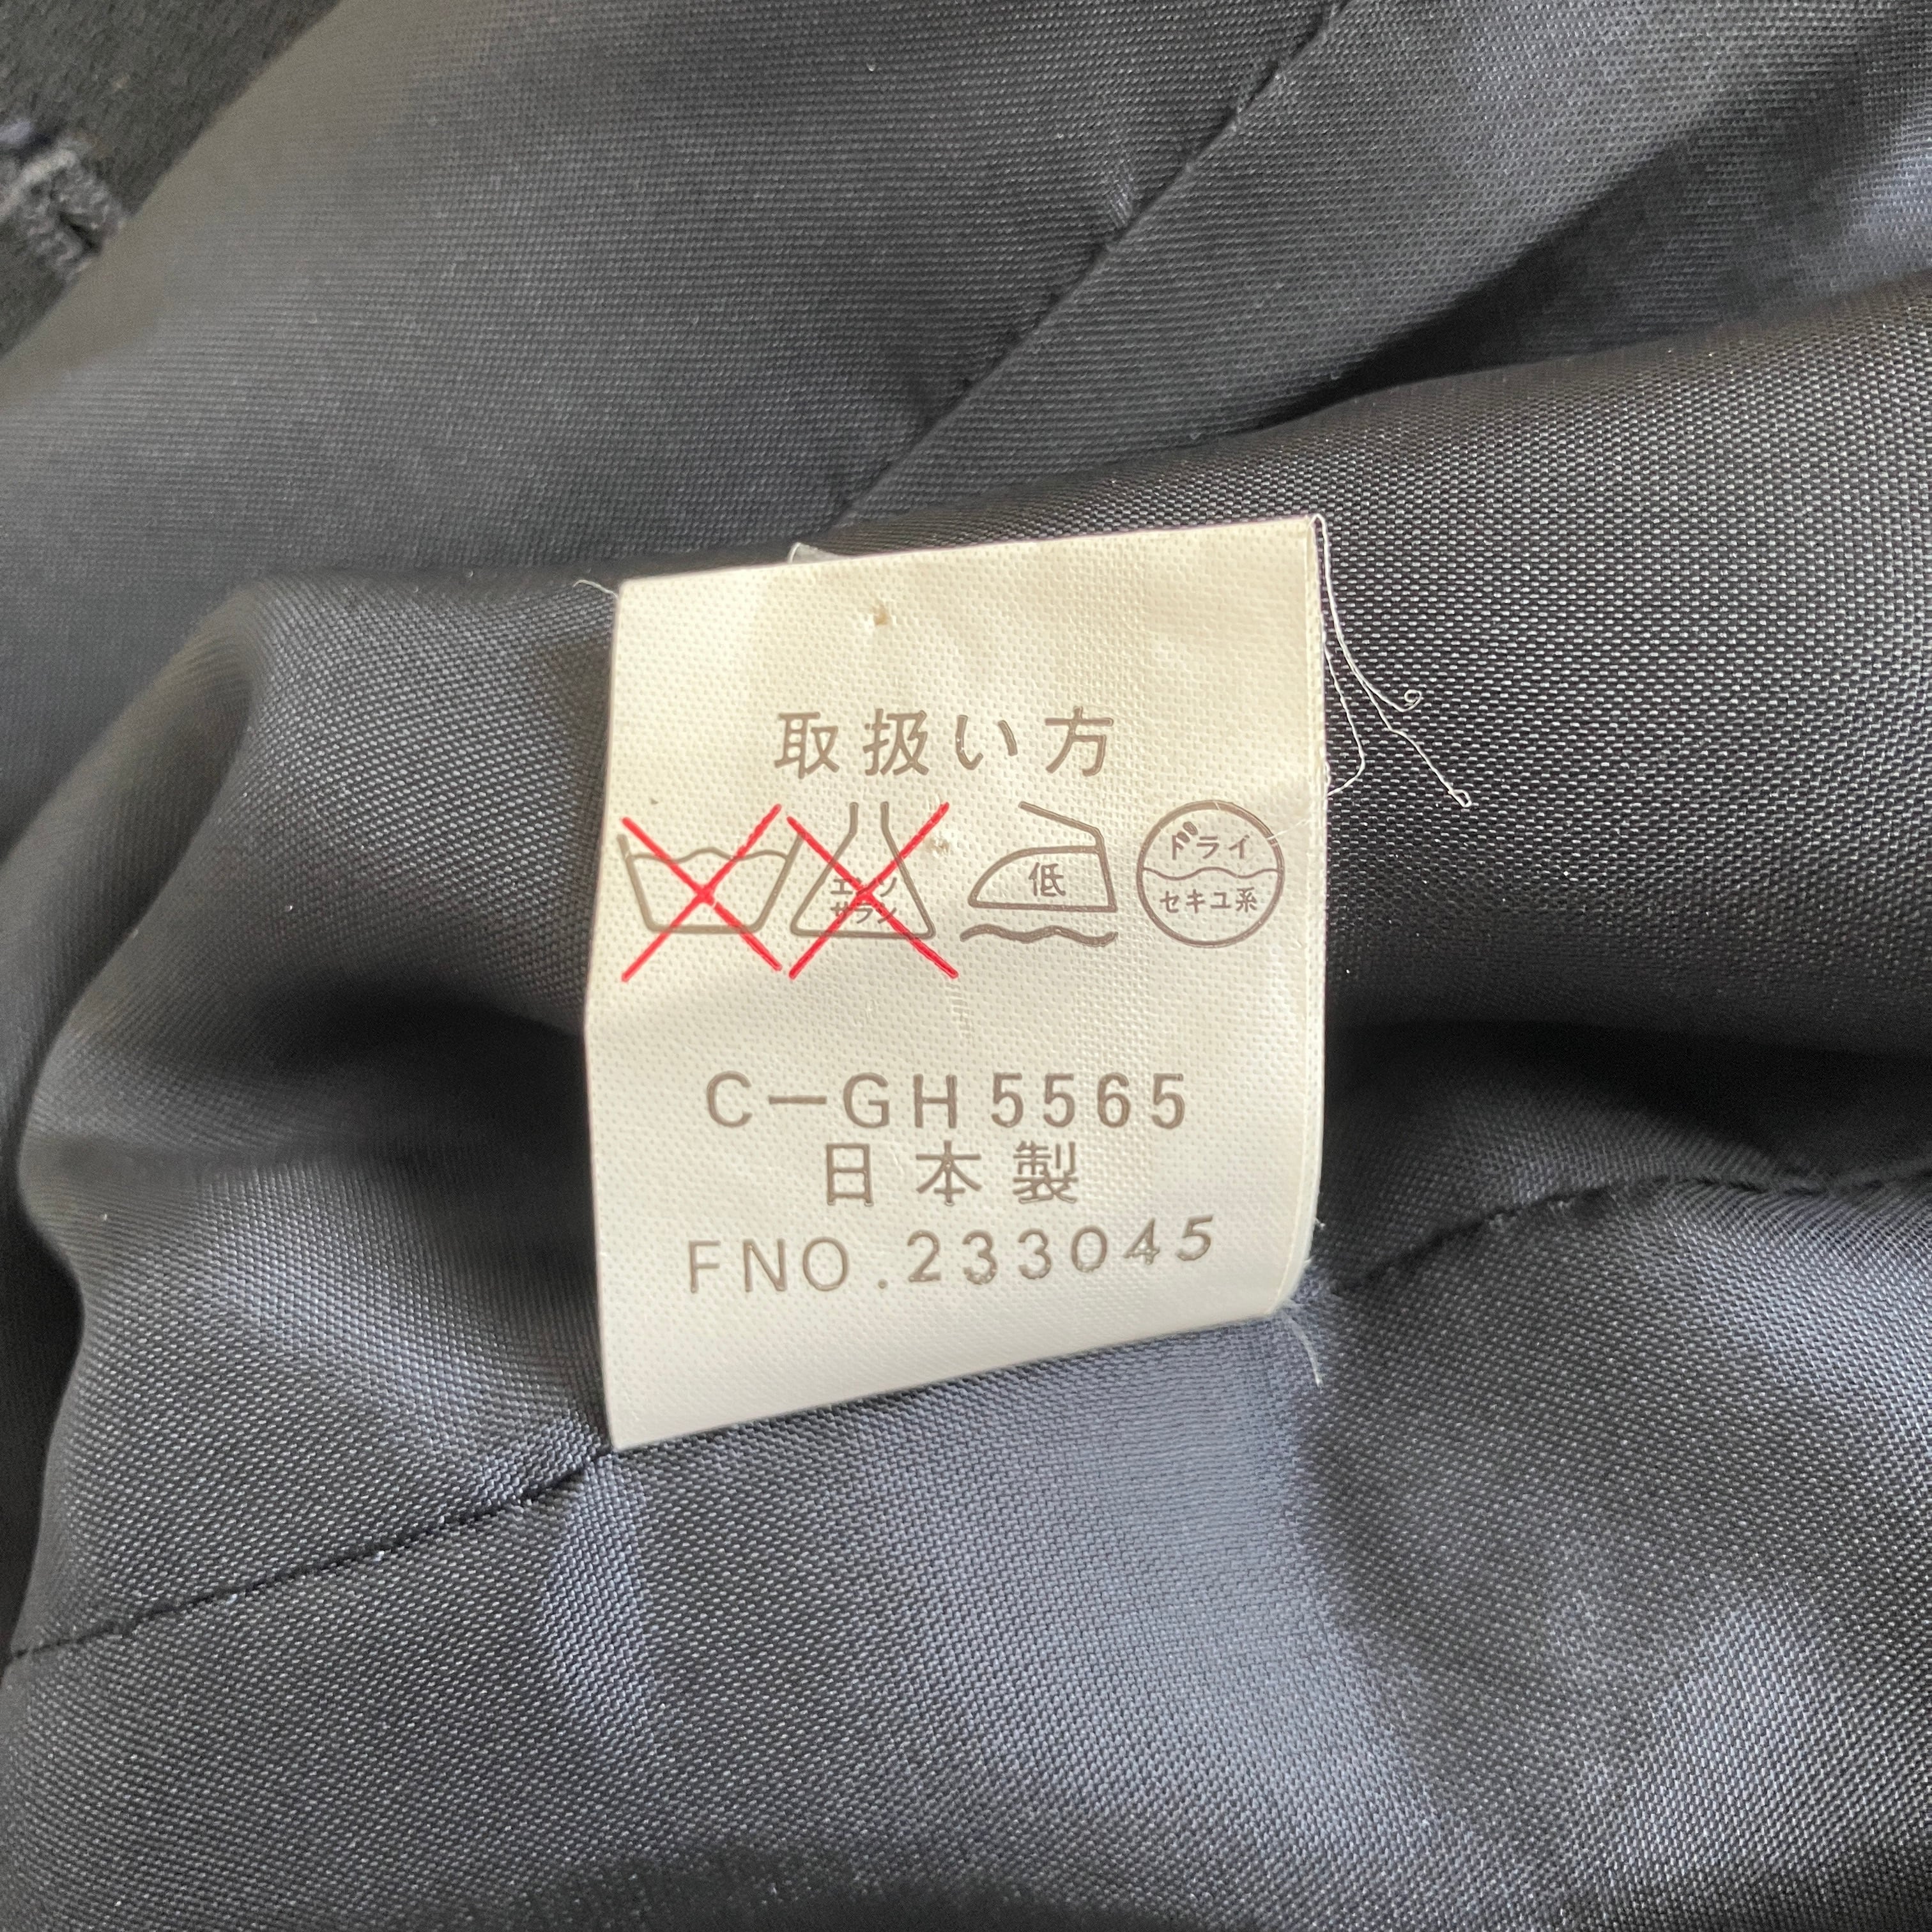 取扱い方
エンソ
サラシ
低
ドライ
セキユ系
C－GH5565
日本製
FNO.233045